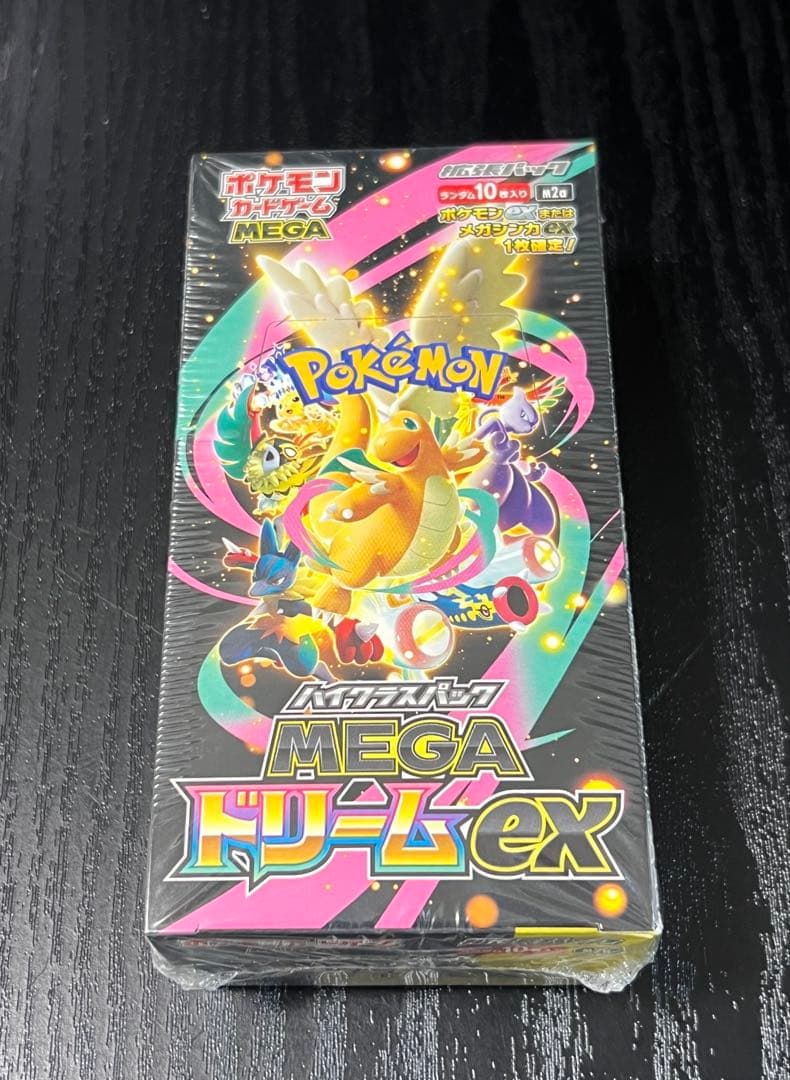 ポケモン
カードゲーム
MEGA
拡張パック
ランダム10枚入り
M2a
ポケモンexまたは
メガシンカex
1枚確定!
POKéMON
ハイクラスパック
MEGA
ドリームex